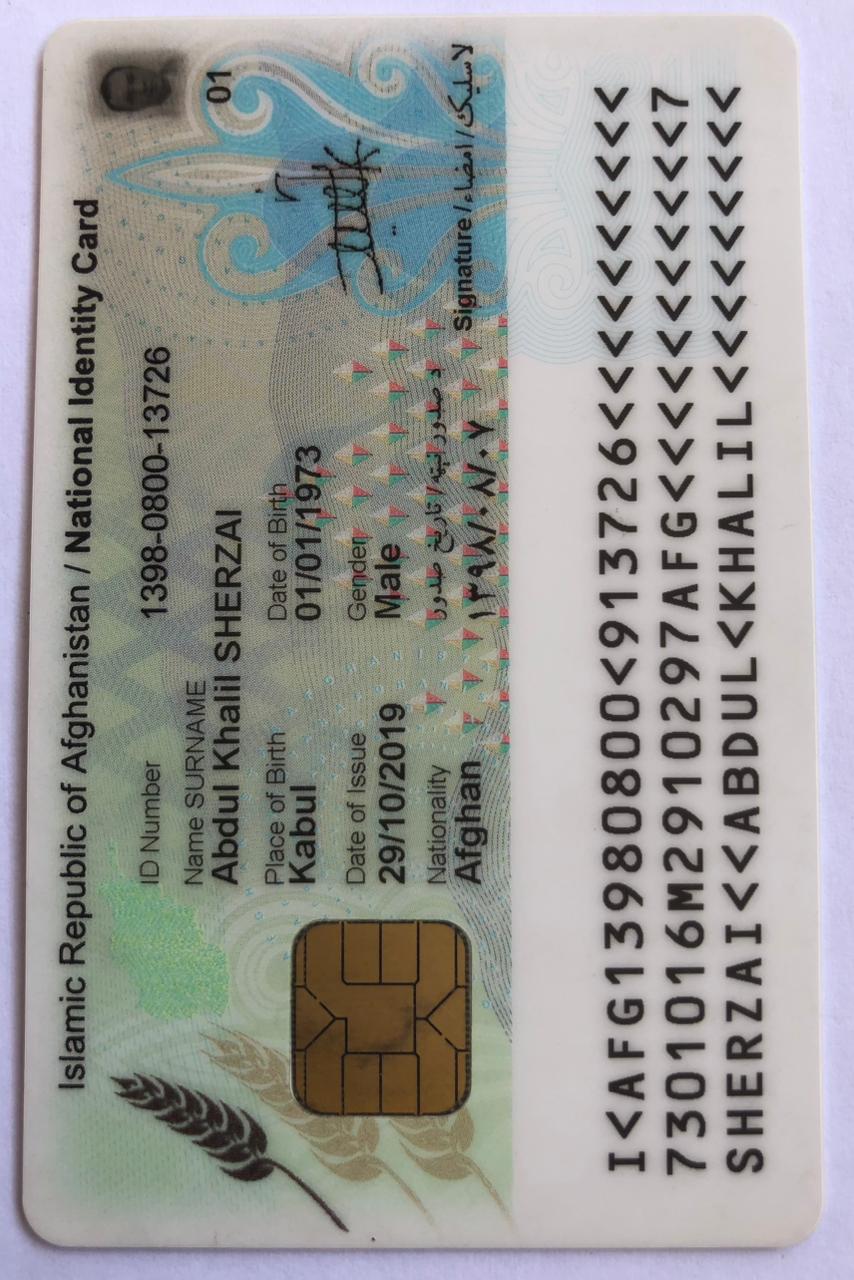 Islamic Republic of Afghanistan / National Identity Card
01
ID Number
1398-0800-13726
Name SURNAME
Abdul Khalil SHERZAI
Place of Birth
Date of Birth
Kabul
01/01/1973
Date of Issue
Gender
29/10/2019
Male
Nationality
د صدور نېټه / تاریخ صدور
Afghan
۱۳۹۸/۰۸/۰۷
Signature / لاسلیک / امضاء
I<AFG13980800<913726<<<<<<<<<<
7301016M2910297AFG<<<<<<<<<<<7
SHERZAI<<ABDUL<KHALIL<<<<<<<<<